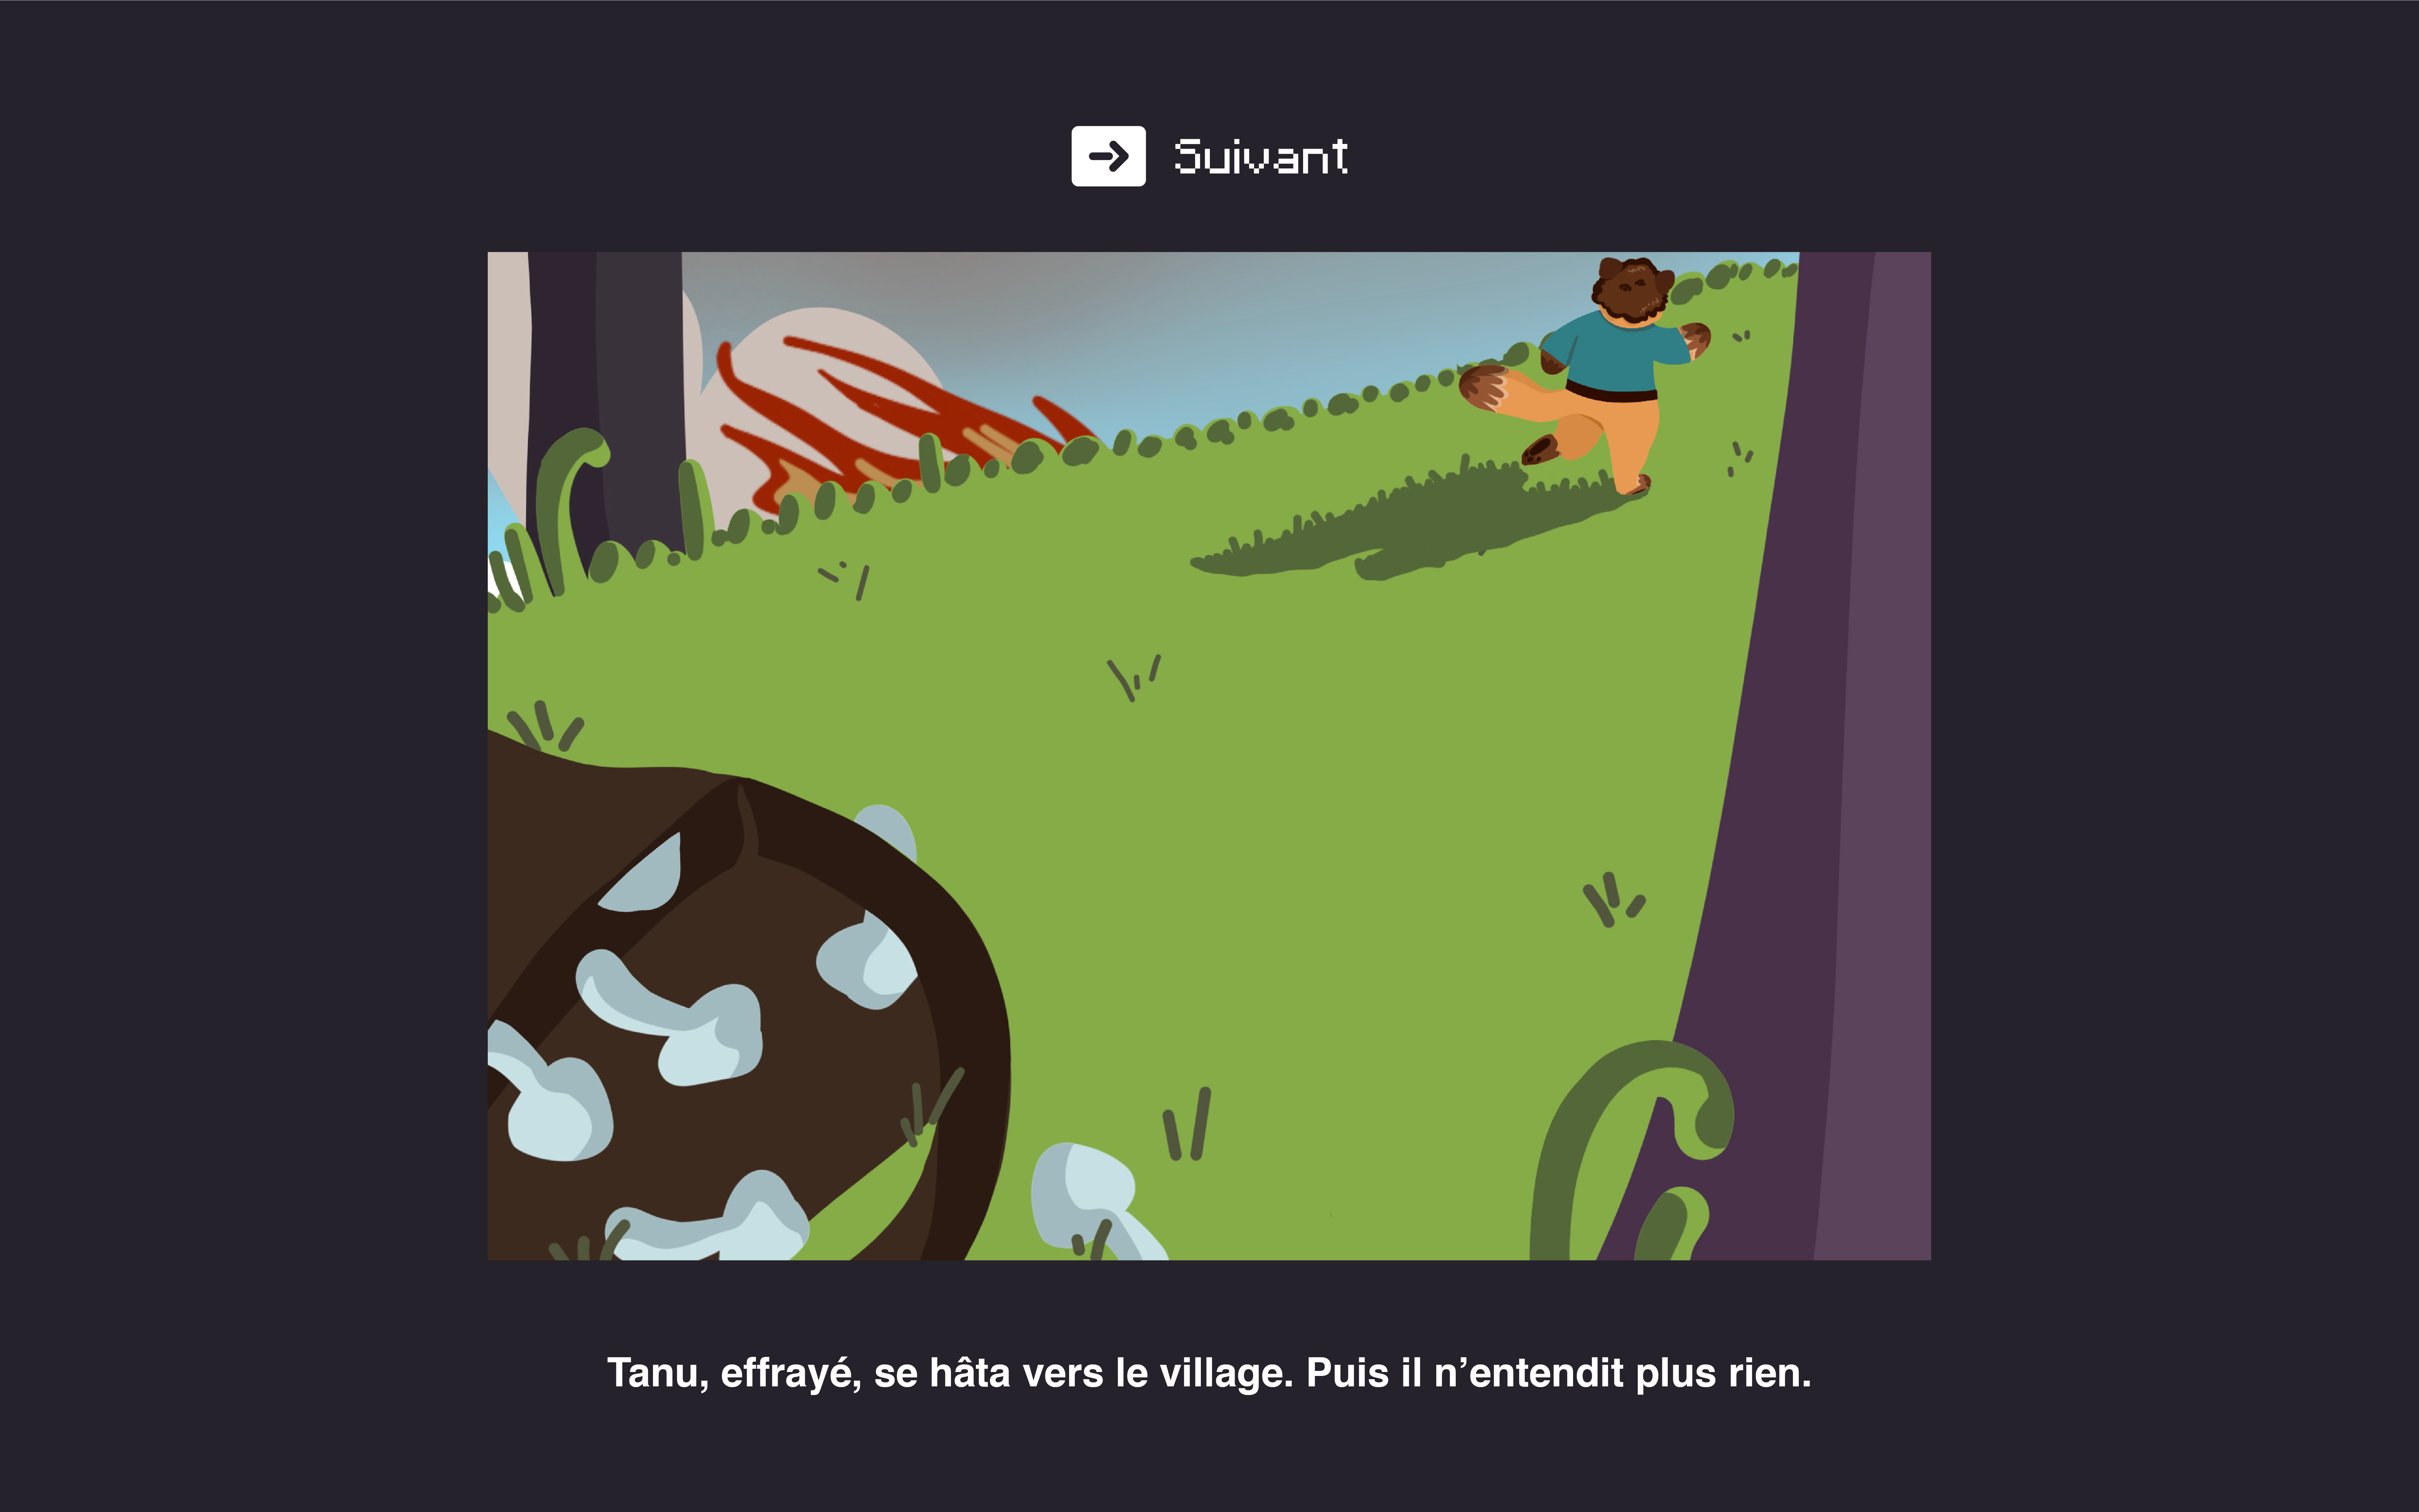 Suivant
Tanu, effrayé, se hâta vers le village. Puis il n’entendit plus rien.